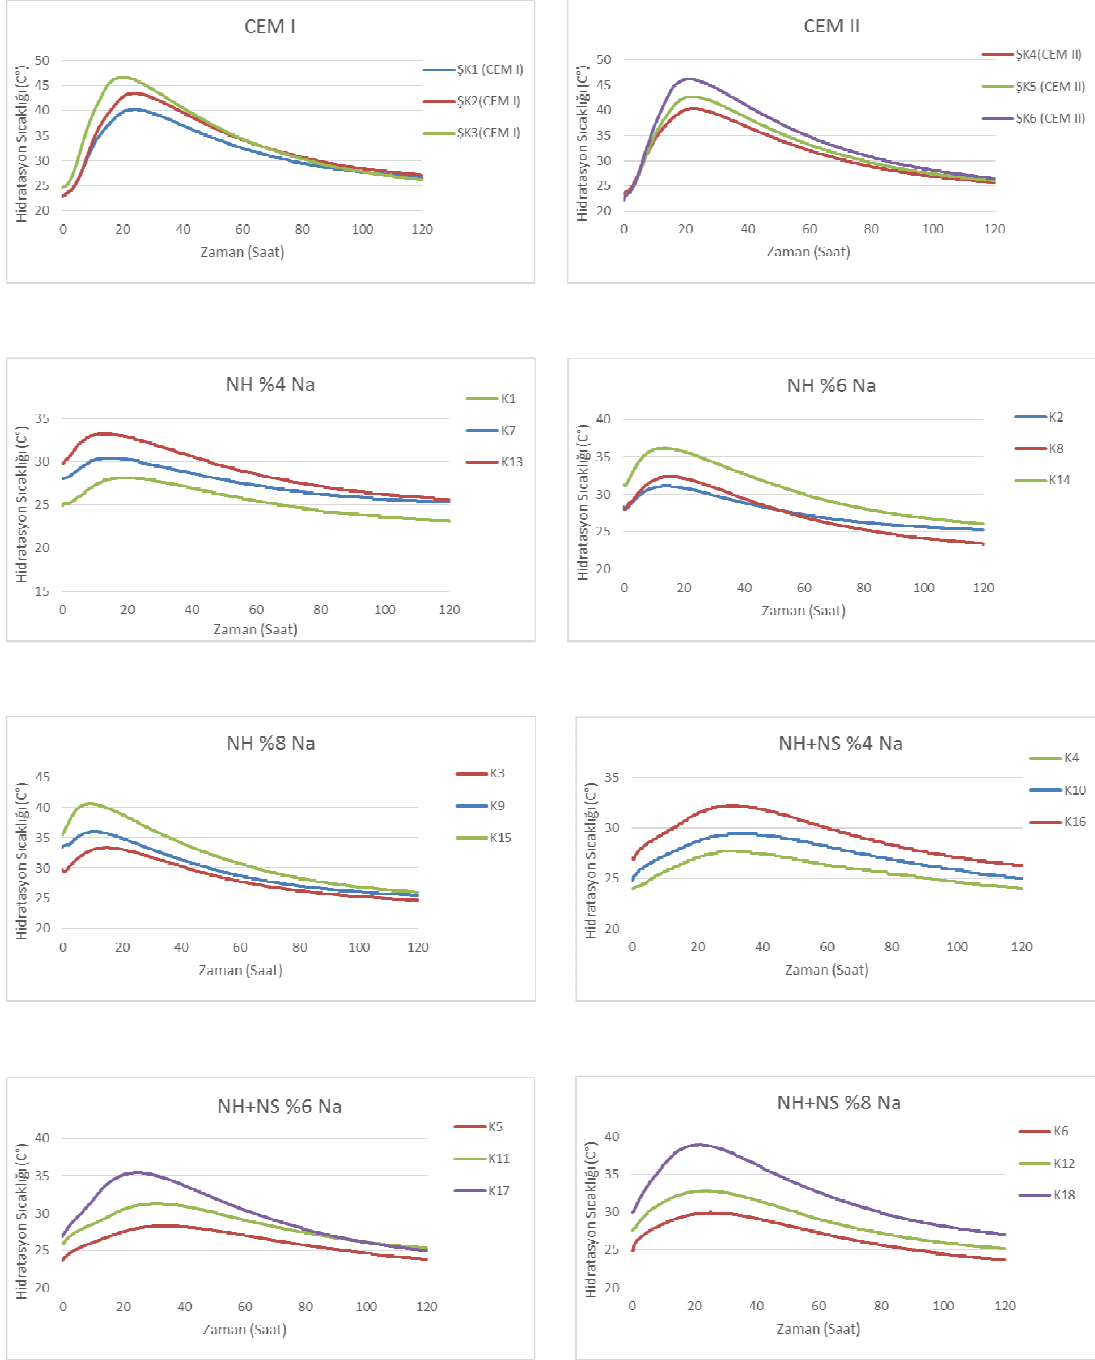 CEM I
Hidratasyon Sıcaklığı (C°)
50
45
40
35
30
25
20
0 20 40 60 80 100 120
Zaman (Saat)
ŞK1 (CEM I)
ŞK2(CEM I)
ŞK3(CEM I)
CEM II
Hidratasyon Sıcaklığı (C°)
50
45
40
35
30
25
20
0 20 40 60 80 100 120
Zaman (Saat)
ŞK4(CEM II)
ŞK5 (CEM II)
ŞK6 (CEM II)
NH %4 Na
Hidratasyon Sıcaklığı (C°)
35
30
25
20
15
0 20 40 60 80 100 120
Zaman (Saat)
K1
K7
K13
NH %6 Na
Hidratasyon Sıcaklığı (C°)
40
35
30
25
20
0 20 40 60 80 100 120
Zaman (Saat)
K2
K8
K14
NH %8 Na
Hidratasyon Sıcaklığı (C°)
45
40
35
30
25
20
0 20 40 60 80 100 120
Zaman (Saat)
K3
K9
K15
NH+NS %4 Na
Hidratasyon Sıcaklığı (C°)
35
30
25
20
0 20 40 60 80 100 120
Zaman (Saat)
K4
K10
K16
NH+NS %6 Na
Hidratasyon Sıcaklığı (C°)
40
35
30
25
20
0 20 40 60 80 100 120
Zaman (Saat)
K5
K11
K17
NH+NS %8 Na
Hidratasyon Sıcaklığı (C°)
40
35
30
25
20
0 20 40 60 80 100 120
Zaman (Saat)
K6
K12
K18